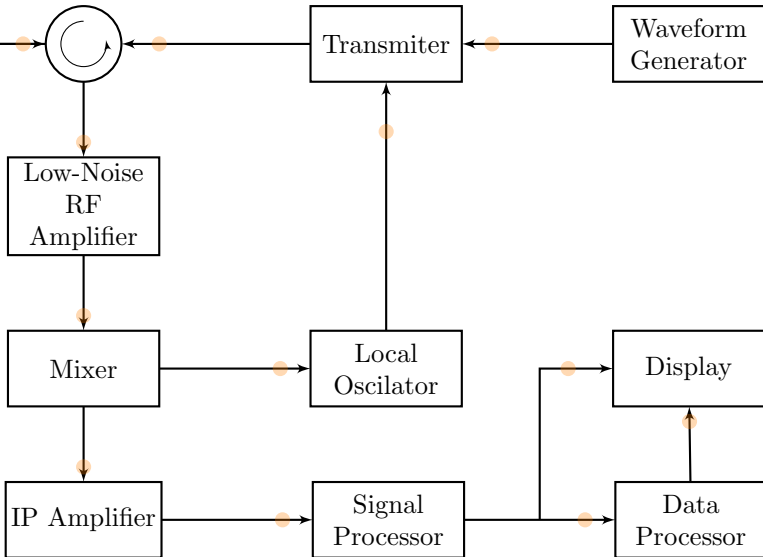 Transmiter
Waveform
Generator
Low-Noise
RF
Amplifier
Mixer
Local
Oscilator
Display
IP Amplifier
Signal
Processor
Data
Processor